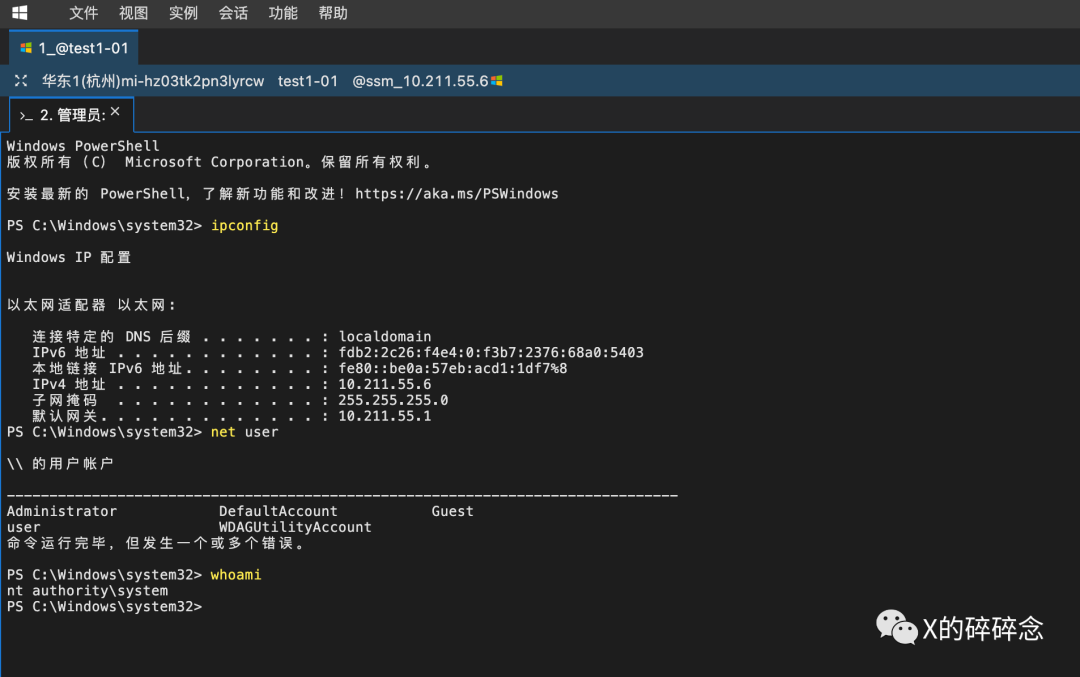 文件 视图 实例 会话 功能 帮助
1_@test1-01
华东1(杭州)mi-hz03tk2pn3lyrcw test1-01 @ssm_10.211.55.6
>_ 2. 管理员: ×
Windows PowerShell
版权所有 (C) Microsoft Corporation。保留所有权利。
安装最新的 PowerShell, 了解新功能和改进! https://aka.ms/PSWindows
PS C:\Windows\system32> ipconfig
Windows IP 配置
以太网适配器 以太网:
连接特定的 DNS 后缀 . . . . . . . : localdomain
IPv6 地址 . . . . . . . . . . . . : fdb2:2c26:f4e4:0:f3b7:2376:68a0:5403
本地链接 IPv6 地址. . . . . . . . : fe80::be0a:57eb:acd1:1df7%8
IPv4 地址 . . . . . . . . . . . . : 10.211.55.6
子网掩码 . . . . . . . . . . . . : 255.255.255.0
默认网关. . . . . . . . . . . . . : 10.211.55.1
PS C:\Windows\system32> net user
\\ 的用户帐户
-------------------------------------------------------------------------------
Administrator DefaultAccount Guest
user WDAGUtilityAccount
命令运行完毕, 但发生一个或多个错误。
PS C:\Windows\system32> whoami
nt authority\system
PS C:\Windows\system32>
X的碎碎念